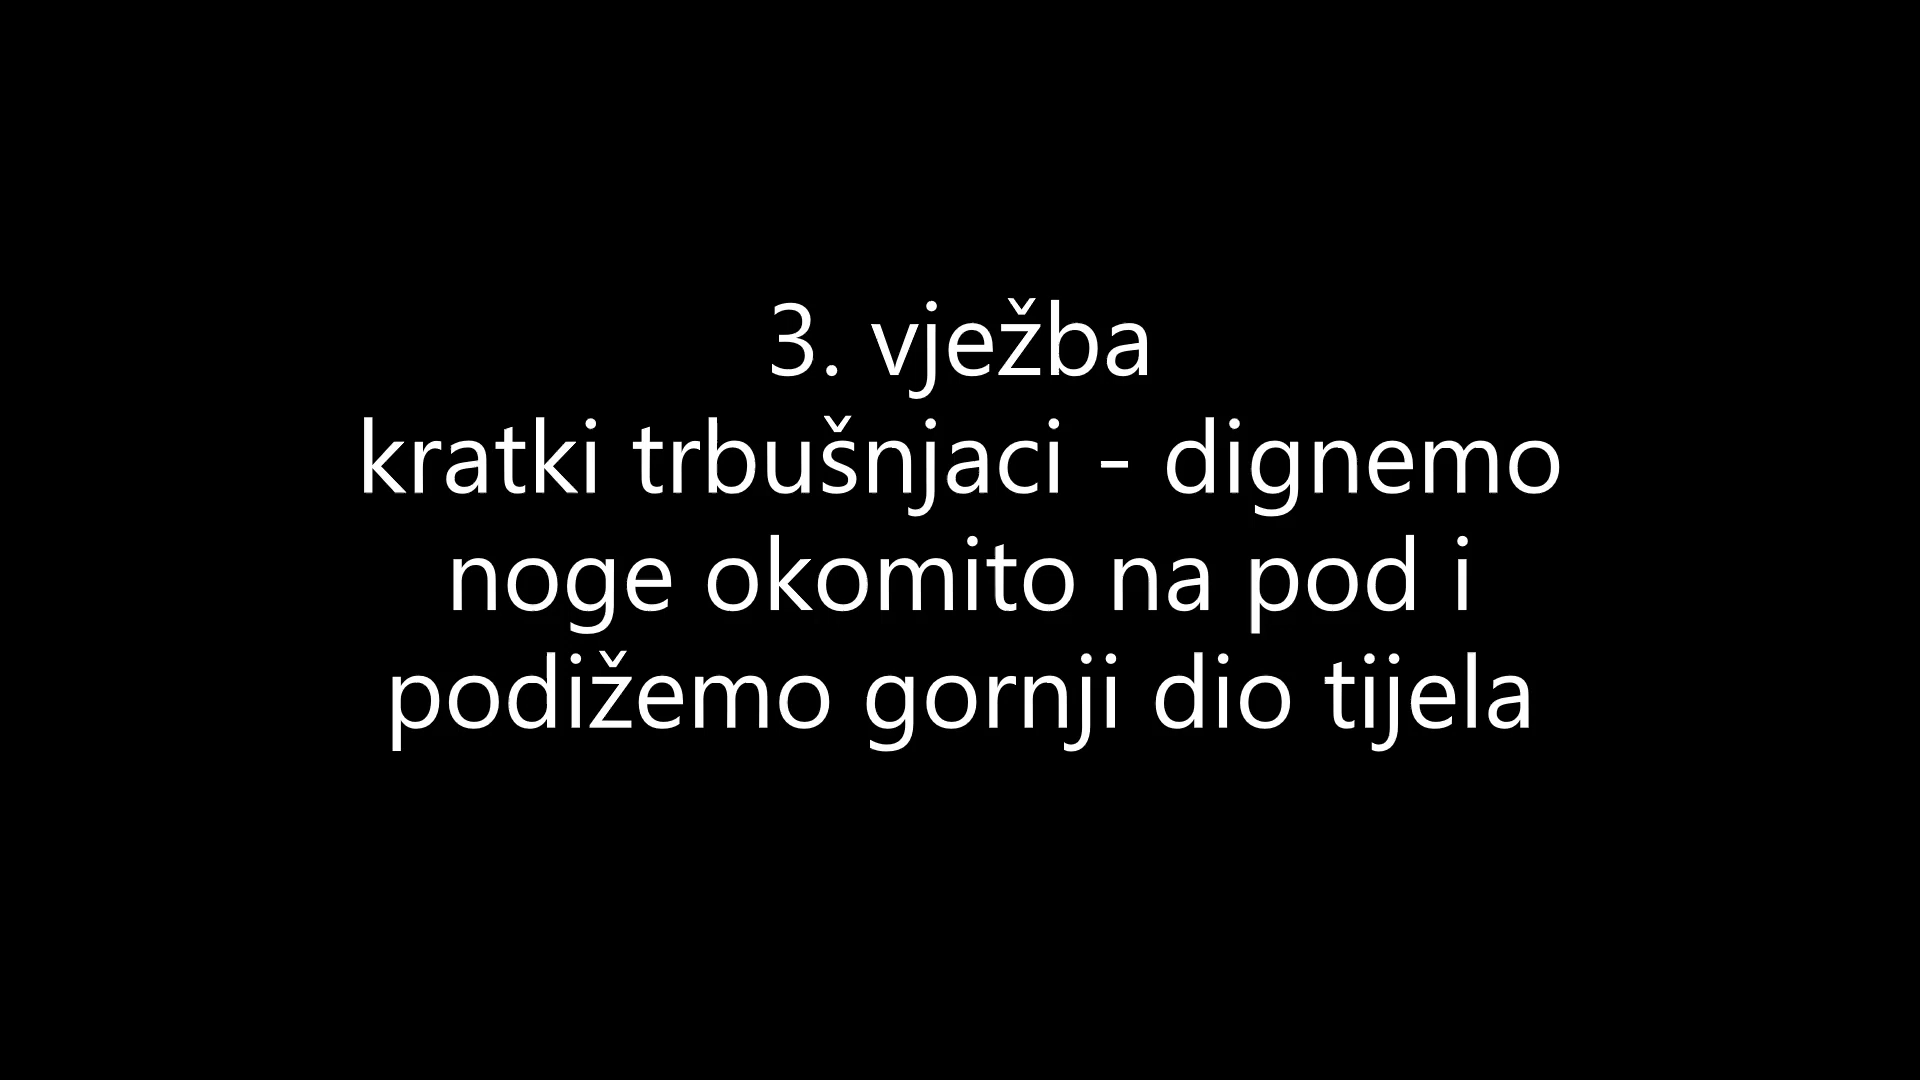 3. vježba
kratki trbušnjaci - dignemo
noge okomito na pod i
podižemo gornji dio tijela